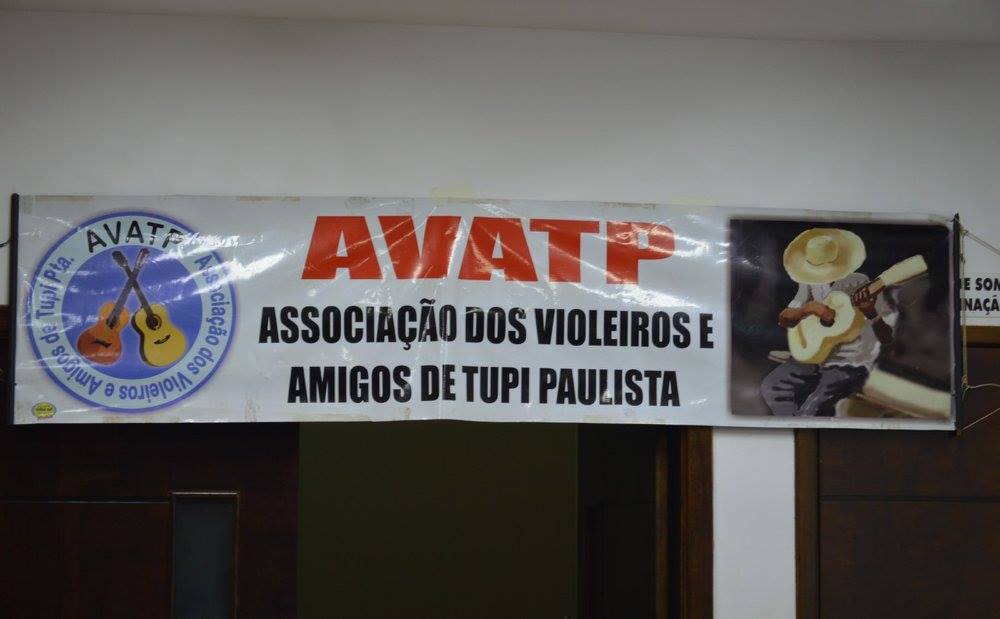 AVATP
Associação dos Violeiros e Amigos de Tupi Pta.
AVATP
ASSOCIAÇÃO DOS VIOLEIROS E
AMIGOS DE TUPI PAULISTA
E SOM
NAÇÃ